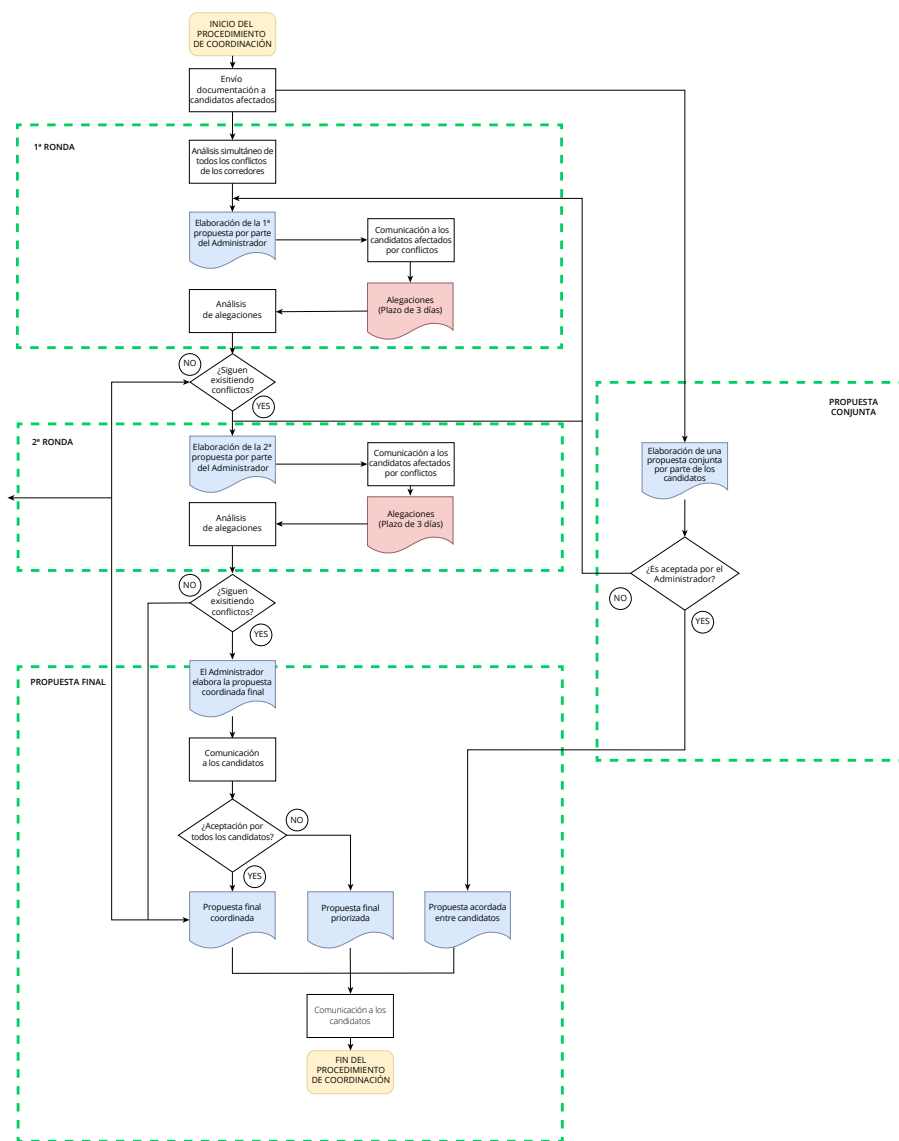 INICIO DEL
PROCEDIMIENTO
DE COORDINACIÓN
Envío
documentación a
candidatos afectados
1ª RONDA
Análisis simultáneo de
todos los conflictos
de los corredores
Elaboración de la 1ª
propuesta por parte
del Administrador
Comunicación a los
candidatos afectados
por conflictos
Análisis
de alegaciones
Alegaciones
(Plazo de 3 días)
NO
¿Siguen
exisitiendo
conflictos?
YES
PROPUESTA
CONJUNTA
2ª RONDA
Elaboración de la 2ª
propuesta por parte
del Administrador
Comunicación a los
candidatos afectados
por conflictos
Elaboración de una
propuesta conjunta
por parte de los
candidatos
Análisis
de alegaciones
Alegaciones
(Plazo de 3 días)
¿Es aceptada por el
Administrador?
NO
YES
NO
¿Siguen
exisitiendo
conflictos?
YES
PROPUESTA FINAL
El Administrador
elabora la propuesta
coordinada final
Comunicación
a los candidatos
¿Aceptación por
todos los candidatos?
NO
YES
Propuesta final
coordinada
Propuesta final
priorizada
Propuesta acordada
entre candidatos
Comunicación a los
candidatos
FIN DEL
PROCEDIMIENTO
DE COORDINACIÓN